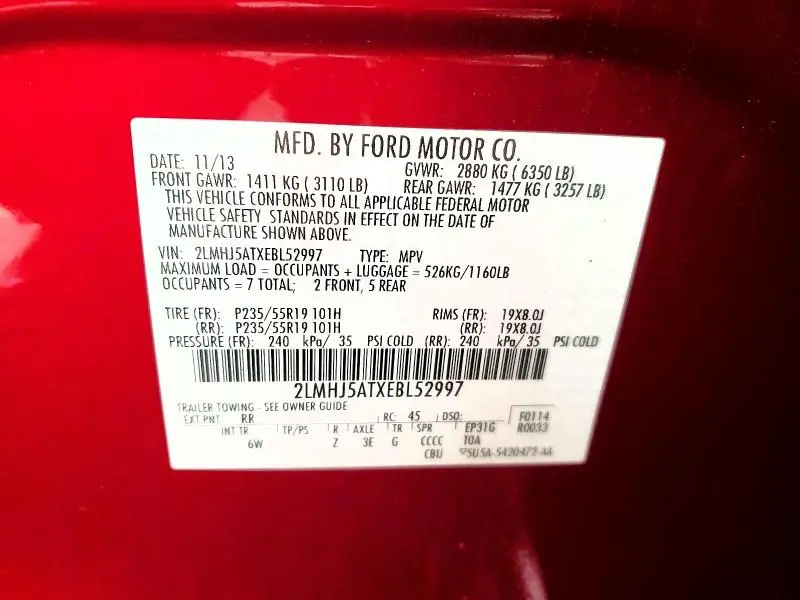 MFD. BY FORD MOTOR CO.
DATE: 11/13 GVWR: 2880 KG ( 6350 LB)
FRONT GAWR: 1411 KG ( 3110 LB) REAR GAWR: 1477 KG ( 3257 LB)
THIS VEHICLE CONFORMS TO ALL APPLICABLE FEDERAL MOTOR
VEHICLE SAFETY STANDARDS IN EFFECT ON THE DATE OF
MANUFACTURE SHOWN ABOVE.
VIN: 2LMHJ5ATXEBL52997 TYPE: MPV
MAXIMUM LOAD = OCCUPANTS + LUGGAGE = 526KG/1160LB
OCCUPANTS = 7 TOTAL; 2 FRONT, 5 REAR
TIRE (FR): P235/55R19 101H RIMS (FR): 19X8.0J
(RR): P235/55R19 101H (RR): 19X8.0J
PRESSURE (FR): 240 kPa/ 35 PSI COLD (RR): 240 kPa/ 35 PSI COLD
2LMHJ5ATXEBL52997
TRAILER TOWING - SEE OWNER GUIDE
EXT PNT RR RC: 45 DSO: F0114
INT TR TP/PS R AXLE TR SPR EP31G R0033
6W Z 3E G CCCC TOA
CBU 5U5A-5420472-AA